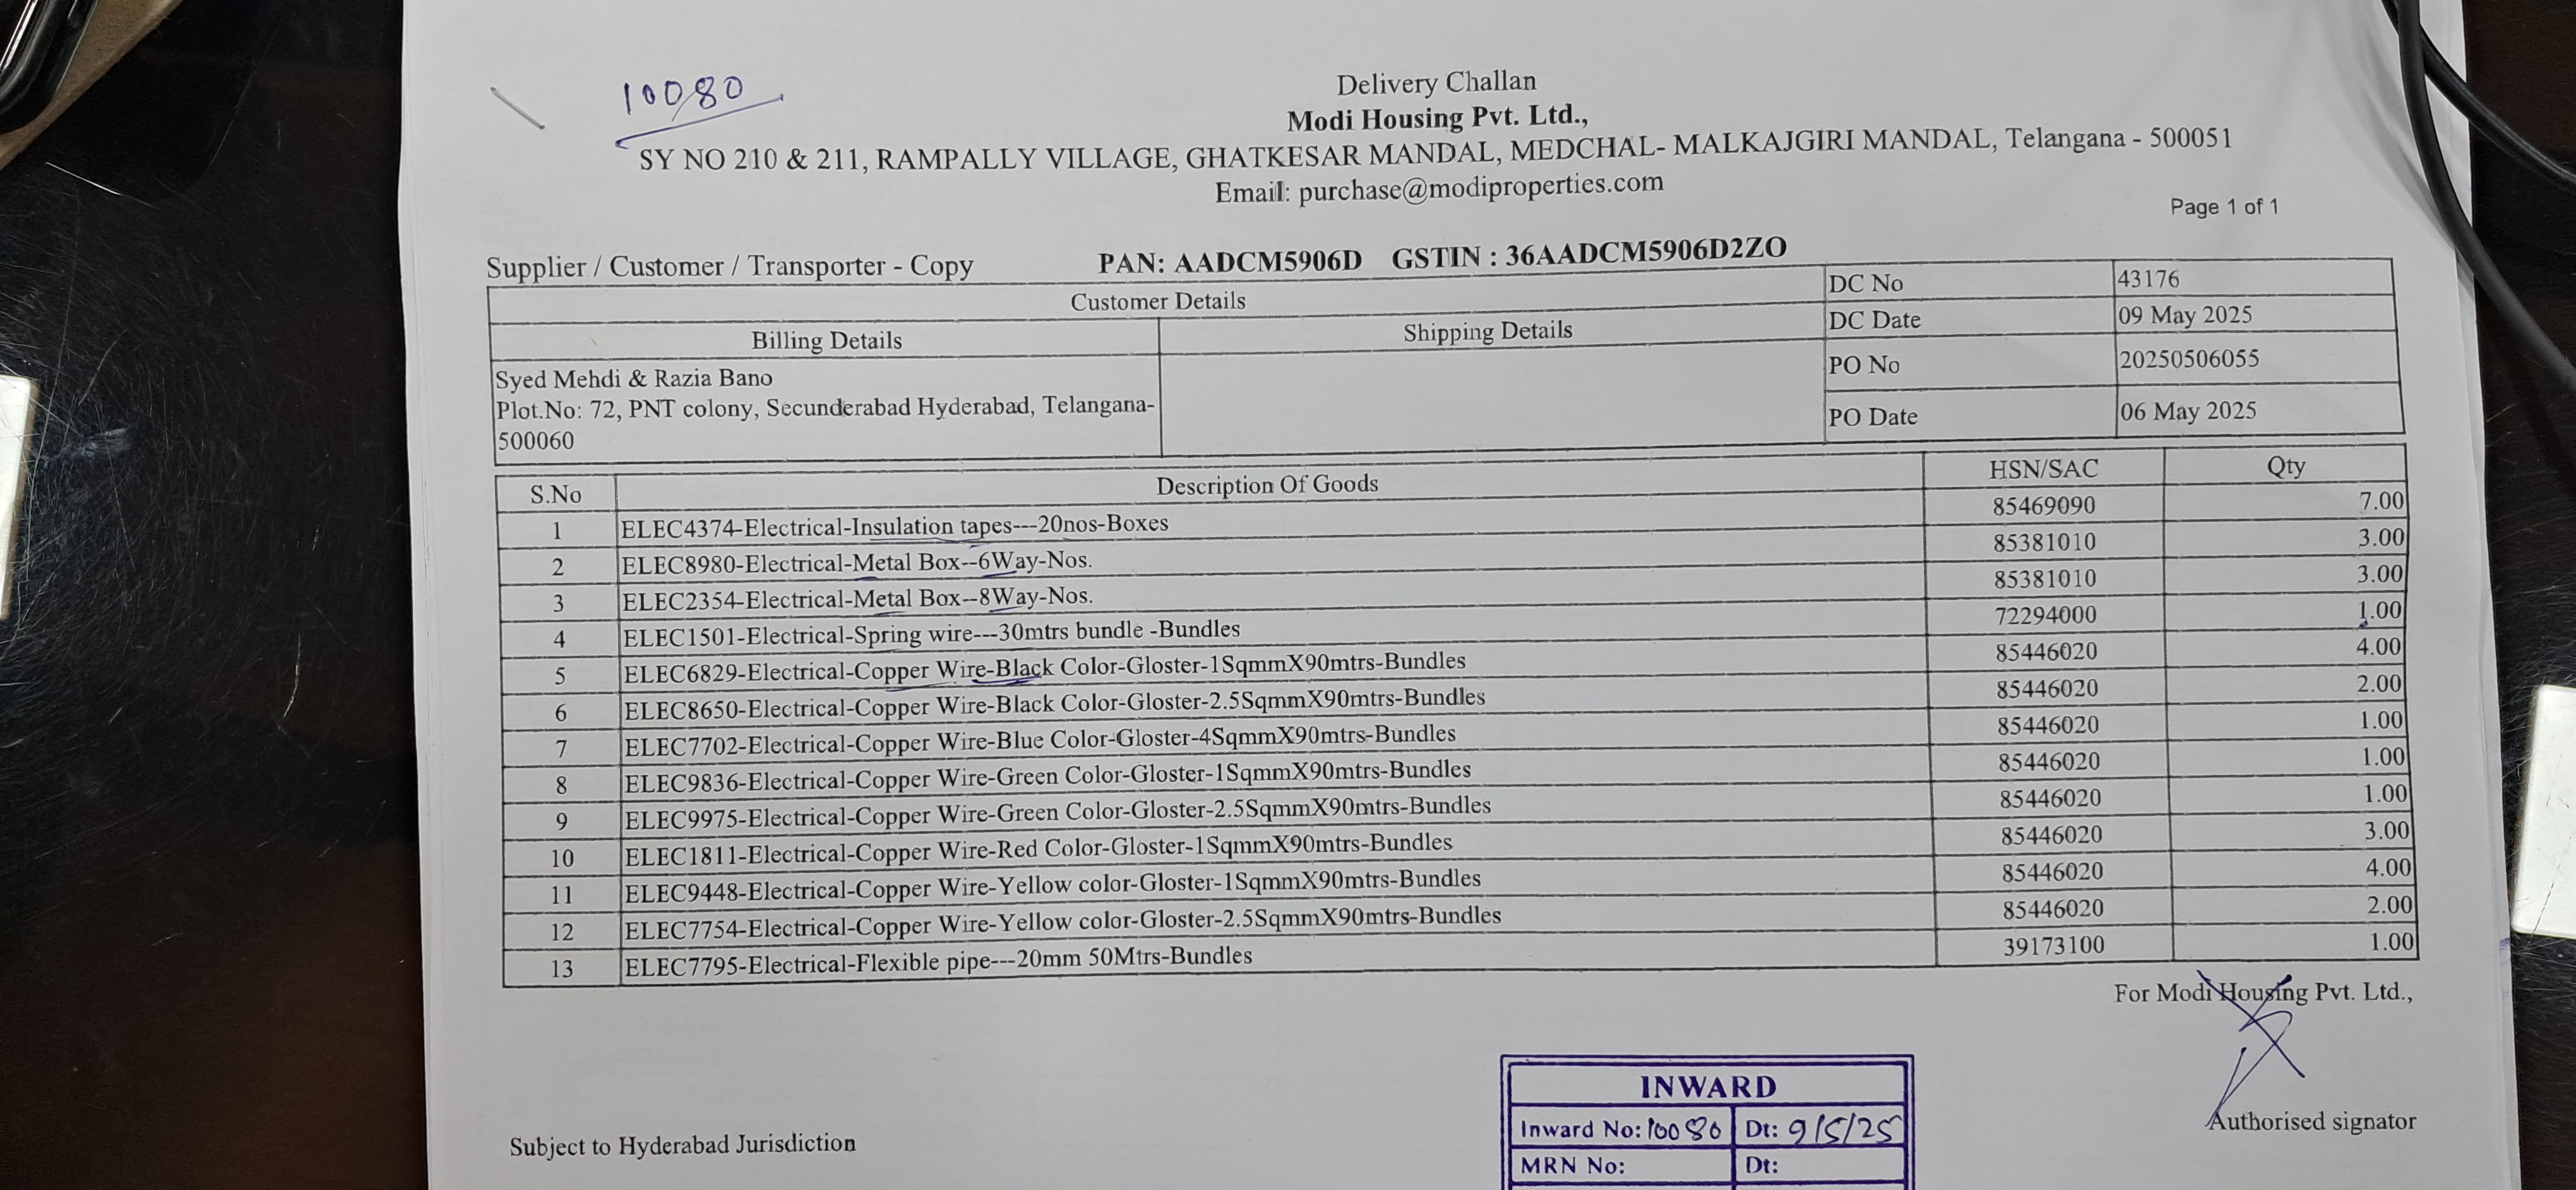 10080
Delivery Challan
Modi Housing Pvt. Ltd.,
SY NO 210 & 211, RAMPALLY VILLAGE, GHATKESAR MANDAL, MEDCHAL- MALKAJGIRI MANDAL, Telangana - 500051
Email: purchase@modiproperties.com
Page 1 of 1
Supplier / Customer / Transporter - Copy PAN: AADCM5906D GSTIN : 36AADCM5906D2ZO
Customer Details
Billing Details Shipping Details
Syed Mehdi & Razia Bano
Plot.No: 72, PNT colony, Secunderabad Hyderabad, Telangana-
500060
DC No 43176
DC Date 09 May 2025
PO No 20250506055
PO Date 06 May 2025
S.No Description Of Goods HSN/SAC Qty
1 ELEC4374-Electrical-Insulation tapes---20nos-Boxes 85469090 7.00
2 ELEC8980-Electrical-Metal Box--6Way-Nos. 85381010 3.00
3 ELEC2354-Electrical-Metal Box--8Way-Nos. 85381010 3.00
4 ELEC1501-Electrical-Spring wire---30mtrs bundle -Bundles 72294000 1.00
5 ELEC6829-Electrical-Copper Wire-Black Color-Gloster-1SqmmX90mtrs-Bundles 85446020 4.00
6 ELEC8650-Electrical-Copper Wire-Black Color-Gloster-2.5SqmmX90mtrs-Bundles 85446020 2.00
7 ELEC7702-Electrical-Copper Wire-Blue Color-Gloster-4SqmmX90mtrs-Bundles 85446020 1.00
8 ELEC9836-Electrical-Copper Wire-Green Color-Gloster-1SqmmX90mtrs-Bundles 85446020 1.00
9 ELEC9975-Electrical-Copper Wire-Green Color-Gloster-2.5SqmmX90mtrs-Bundles 85446020 1.00
10 ELEC1811-Electrical-Copper Wire-Red Color-Gloster-1SqmmX90mtrs-Bundles 85446020 3.00
11 ELEC9448-Electrical-Copper Wire-Yellow color-Gloster-1SqmmX90mtrs-Bundles 85446020 4.00
12 ELEC7754-Electrical-Copper Wire-Yellow color-Gloster-2.5SqmmX90mtrs-Bundles 85446020 2.00
13 ELEC7795-Electrical-Flexible pipe---20mm 50Mtrs-Bundles 39173100 1.00
For Modi Housing Pvt. Ltd.,
Authorised signator
Subject to Hyderabad Jurisdiction
INWARD
Inward No: 10080 Dt: 9/5/25
MRN No: Dt: